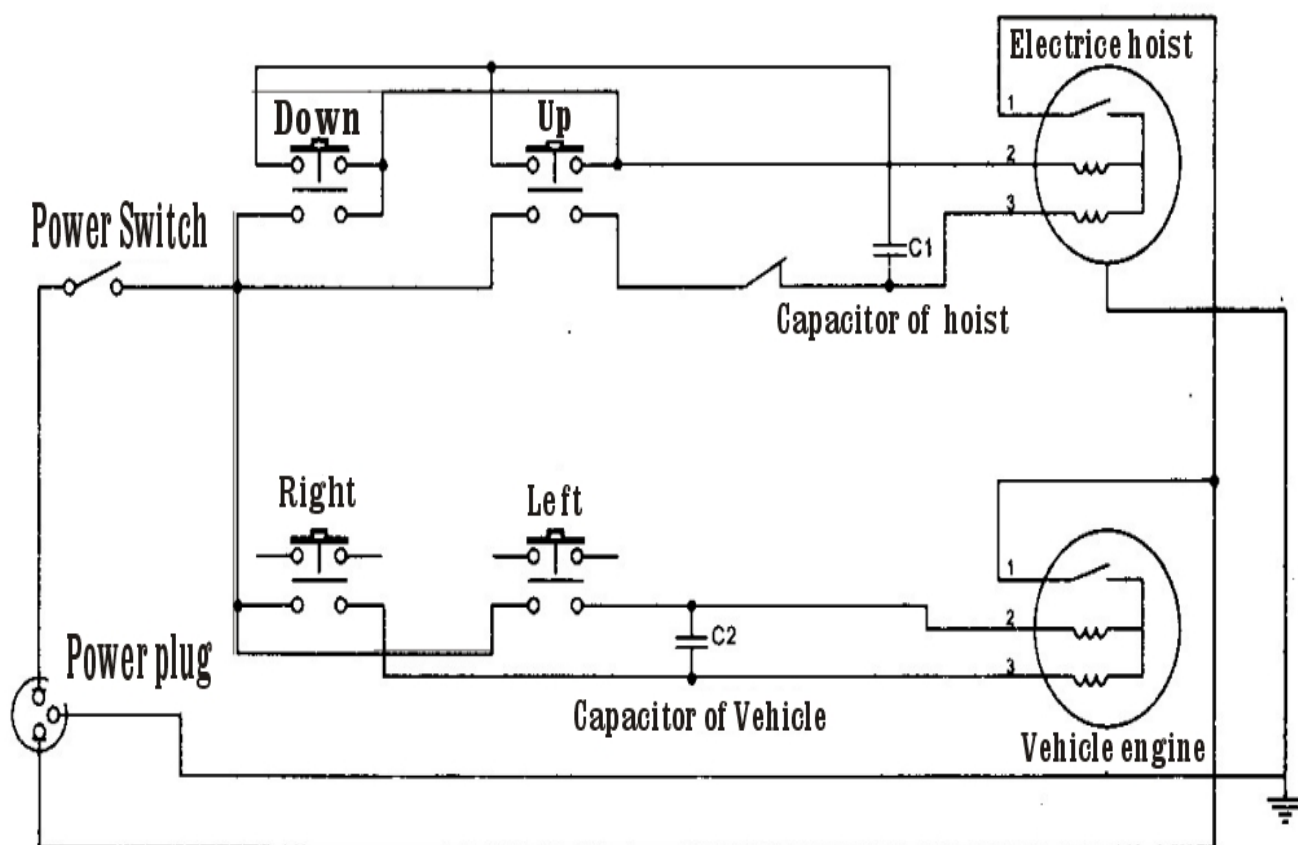 Electrice hoist
1
Down
Up
2
3
Power Switch
C1
Capacitor of hoist
Right
Left
1
2
C2
3
Power plug
Capacitor of Vehicle
Vehicle engine